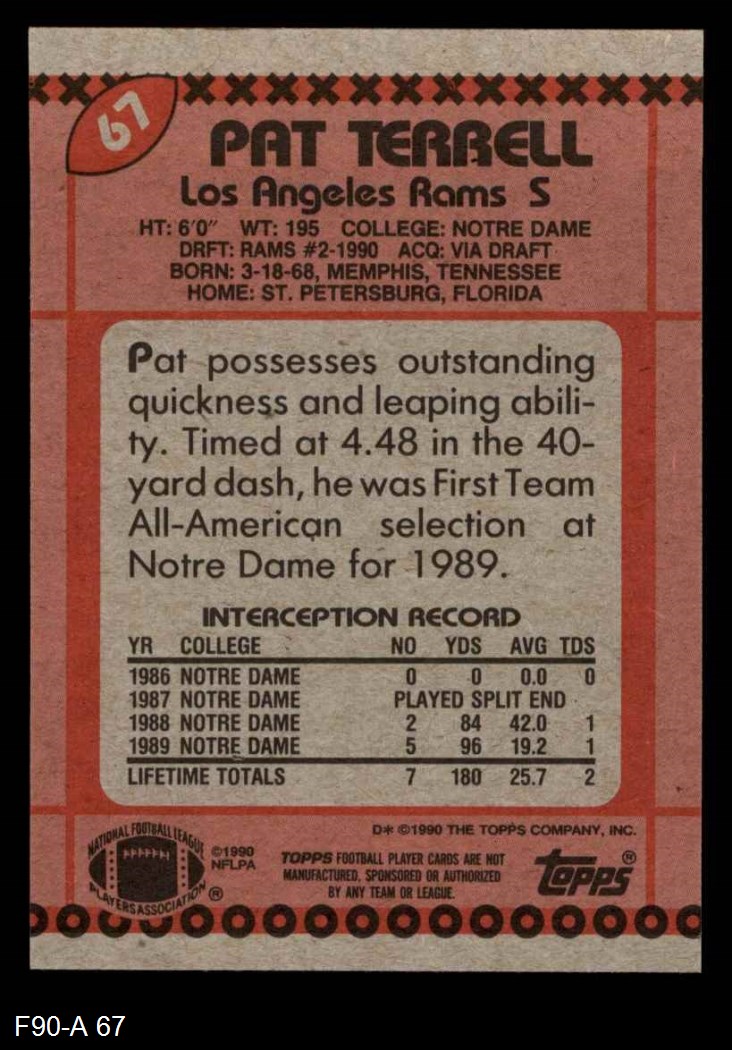 67
PAT TERRELL
Los Angeles Rams S
HT: 6'0" WT: 195 COLLEGE: NOTRE DAME
DRFT: RAMS #2-1990 ACQ: VIA DRAFT
BORN: 3-18-68, MEMPHIS, TENNESSEE
HOME: ST. PETERSBURG, FLORIDA
Pat possesses outstanding
quickness and leaping abili-
ty. Timed at 4.48 in the 40-
yard dash, he was First Team
All-American selection at
Notre Dame for 1989.
INTERCEPTION RECORD
YR COLLEGE NO YDS AVG TDS
1986 NOTRE DAME 0 0 0.0 0
1987 NOTRE DAME PLAYED SPLIT END
1988 NOTRE DAME 2 84 42.0 1
1989 NOTRE DAME 5 96 19.2 1
LIFETIME TOTALS 7 180 25.7 2
NATIONAL FOOTBALL LEAGUE
PLAYERS ASSOCIATION
®
©1990
NFLPA
D* ©1990 THE TOPPS COMPANY, INC.
TOPPS FOOTBALL PLAYER CARDS ARE NOT
MANUFACTURED, SPONSORED OR AUTHORIZED
BY ANY TEAM OR LEAGUE.
topps®
F90-A 67